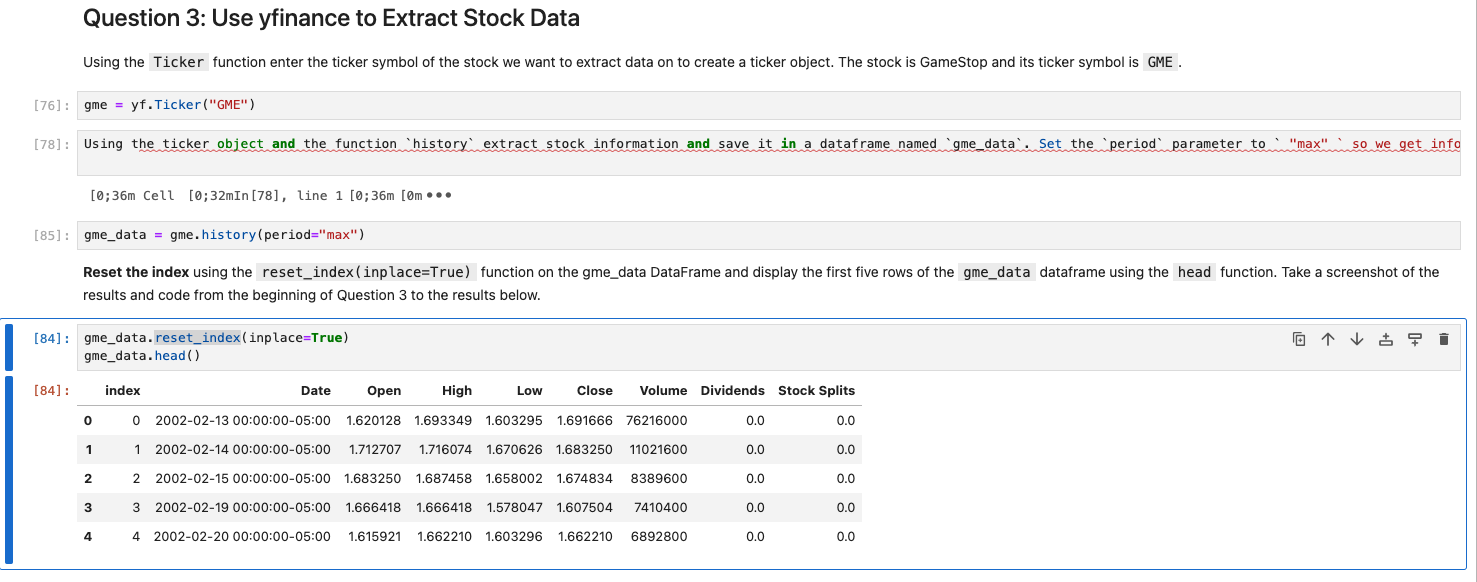 Question 3: Use yfinance to Extract Stock Data
Using the Ticker function enter the ticker symbol of the stock we want to extract data on to create a ticker object. The stock is GameStop and its ticker symbol is GME .
[76]: gme = yf.Ticker("GME")
[78]: Using the ticker object and the function `history` extract stock information and save it in a dataframe named `gme_data`. Set the `period` parameter to ` "max" ` so we get info
[0;36m Cell [0;32mIn[78], line 1 [0;36m [0m •••
[85]: gme_data = gme.history(period="max")
Reset the index using the reset_index(inplace=True) function on the gme_data DataFrame and display the first five rows of the gme_data dataframe using the head function. Take a screenshot of the
results and code from the beginning of Question 3 to the results below.
[84]: gme_data.reset_index(inplace=True)
gme_data.head()
[84]: index Date Open High Low Close Volume Dividends Stock Splits
0 0 2002-02-13 00:00:00-05:00 1.620128 1.693349 1.603295 1.691666 76216000 0.0 0.0
1 1 2002-02-14 00:00:00-05:00 1.712707 1.716074 1.670626 1.683250 11021600 0.0 0.0
2 2 2002-02-15 00:00:00-05:00 1.683250 1.687458 1.658002 1.674834 8389600 0.0 0.0
3 3 2002-02-19 00:00:00-05:00 1.666418 1.666418 1.578047 1.607504 7410400 0.0 0.0
4 4 2002-02-20 00:00:00-05:00 1.615921 1.662210 1.603296 1.662210 6892800 0.0 0.0